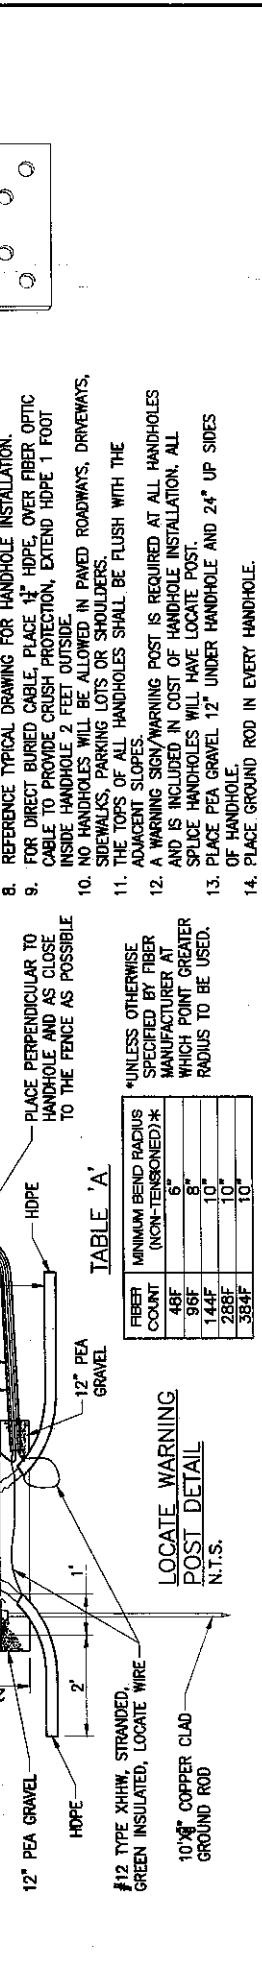 12" PEA GRAVEL
HDPE
2'
1'
#12 TYPE XHHW, STRANDED,
GREEN INSULATED, LOCATE WIRE
COPPER CLAD
GROUND ROD
12" PEA
GRAVEL
HDPE
PLACE PERPENDICULAR TO
HANDHOLE AND AS CLOSE
TO THE FENCE AS POSSIBLE
LOCATE WARNING
POST DETAIL
N.T.S.
TABLE 'A'
FIBER COUNT MINIMUM BEND RADIUS (NON-TENSIONED)*
48F 6"
96F 8"
144F 10"
288F 10"
384F 10"
*UNLESS OTHERWISE
SPECIFIED BY FIBER
MANUFACTURER AT
WHICH POINT GREATER
RADIUS TO BE USED.
8. REFERENCE TYPICAL DRAWING FOR HANDHOLE INSTALLATION.
9. FOR DIRECT BURIED CABLE, PLACE 1½" HDPE, OVER FIBER OPTIC
CABLE TO PROVIDE CRUSH PROTECTION, EXTEND HDPE 1 FOOT
INSIDE HANDHOLE 2 FEET OUTSIDE.
10. NO HANDHOLES WILL BE ALLOWED IN PAVED ROADWAYS, DRIVEWAYS,
SIDEWALKS, PARKING LOTS OR SHOULDERS.
11. THE TOPS OF ALL HANDHOLES SHALL BE FLUSH WITH THE
ADJACENT SLOPES.
12. A WARNING SIGN/WARNING POST IS REQUIRED AT ALL HANDHOLES
AND IS INCLUDED IN COST OF HANDHOLE INSTALLATION. ALL
SPLICE HANDHOLES WILL HAVE LOCATE POST.
13. PLACE PEA GRAVEL 12" UNDER HANDHOLE AND 24" UP SIDES
OF HANDHOLE.
14. PLACE GROUND ROD IN EVERY HANDHOLE.